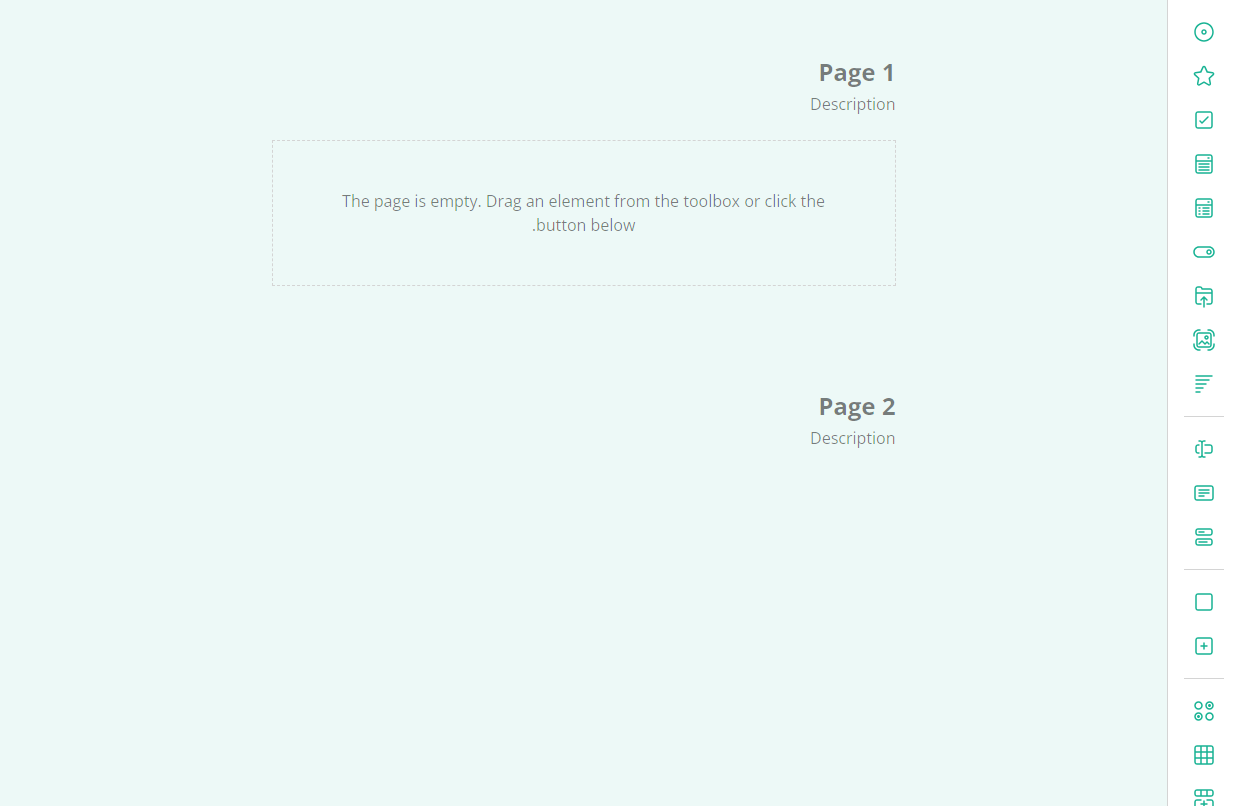 Page 1
Description
The page is empty. Drag an element from the toolbox or click the
.button below
Page 2
Description